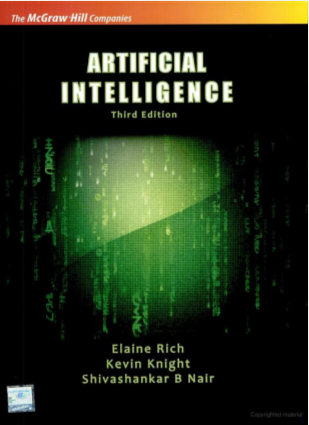 The McGraw-Hill Companies
ARTIFICIAL
INTELLIGENCE
Third Edition
Elaine Rich
Kevin Knight
Shivashankar B Nair
Copyrighted material